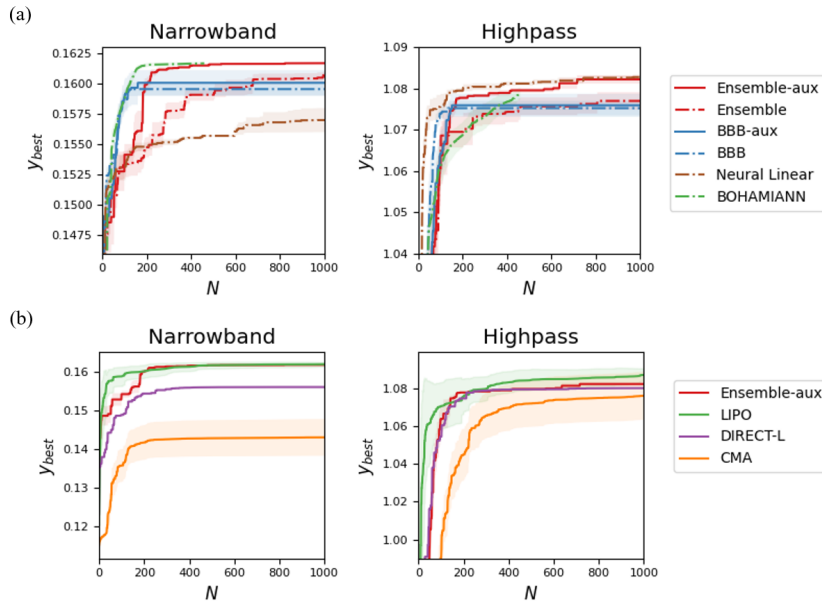 (a)
Narrowband
Highpass
0.1625
0.1600
0.1575
0.1550
0.1525
0.1500
0.1475
y_best
0 200 400 600 800 1000
N
1.09
1.08
1.07
1.06
1.05
1.04
y_best
0 200 400 600 800 1000
N
Ensemble-aux
Ensemble
BBB-aux
BBB
Neural Linear
BOHAMIANN
(b)
Narrowband
Highpass
0.16
0.15
0.14
0.13
0.12
y_best
0 200 400 600 800 1000
N
1.08
1.06
1.04
1.02
1.00
y_best
0 200 400 600 800 1000
N
Ensemble-aux
LIPO
DIRECT-L
CMA